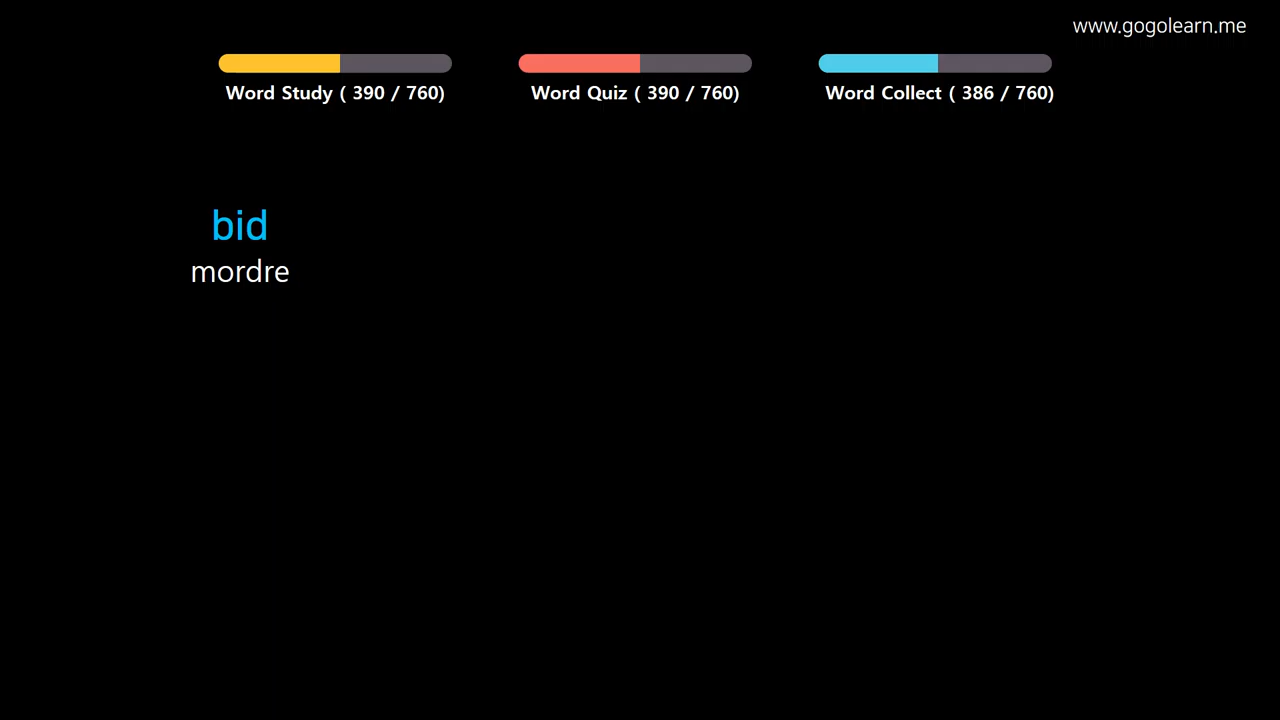 www.gogolearn.me
Word Study ( 390 / 760)
Word Quiz ( 390 / 760)
Word Collect ( 386 / 760)
bid
mordre